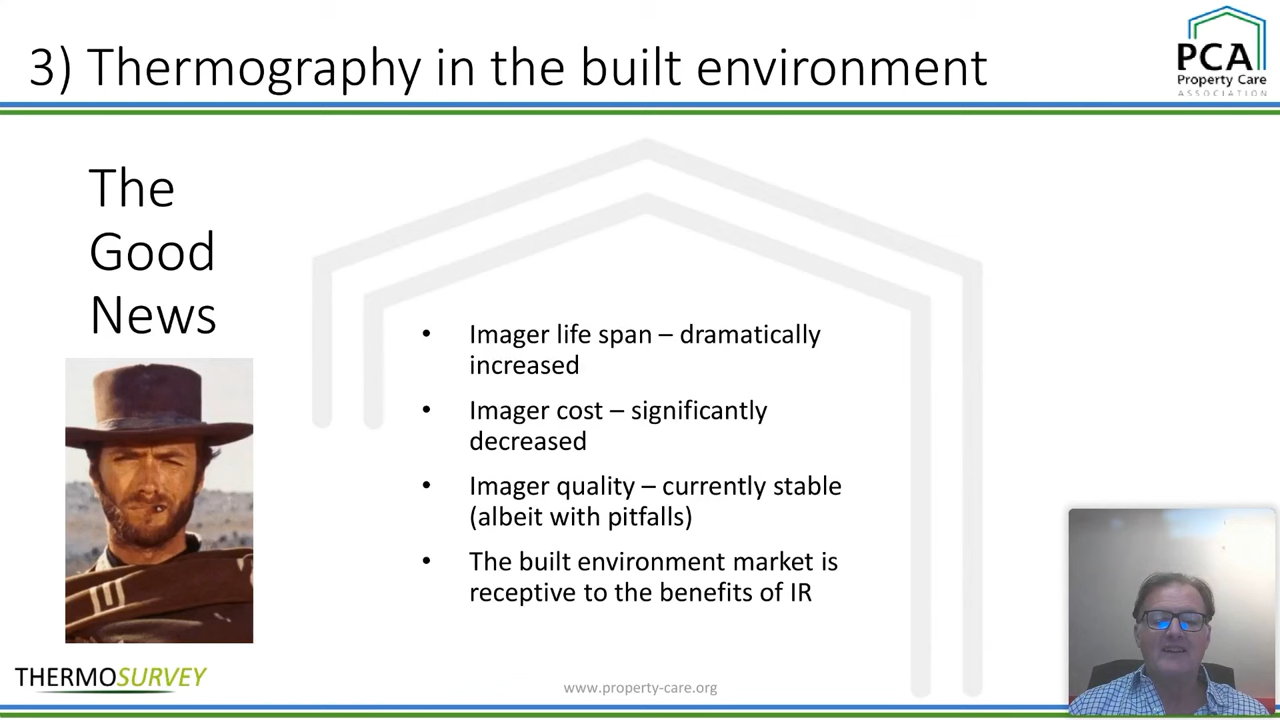 3) Thermography in the built environment
PCA
Property Care
ASSOCIATION
The
Good
News
• Imager life span – dramatically
increased
• Imager cost – significantly
decreased
• Imager quality – currently stable
(albeit with pitfalls)
• The built environment market is
receptive to the benefits of IR
THERMOSURVEY
www.property-care.org